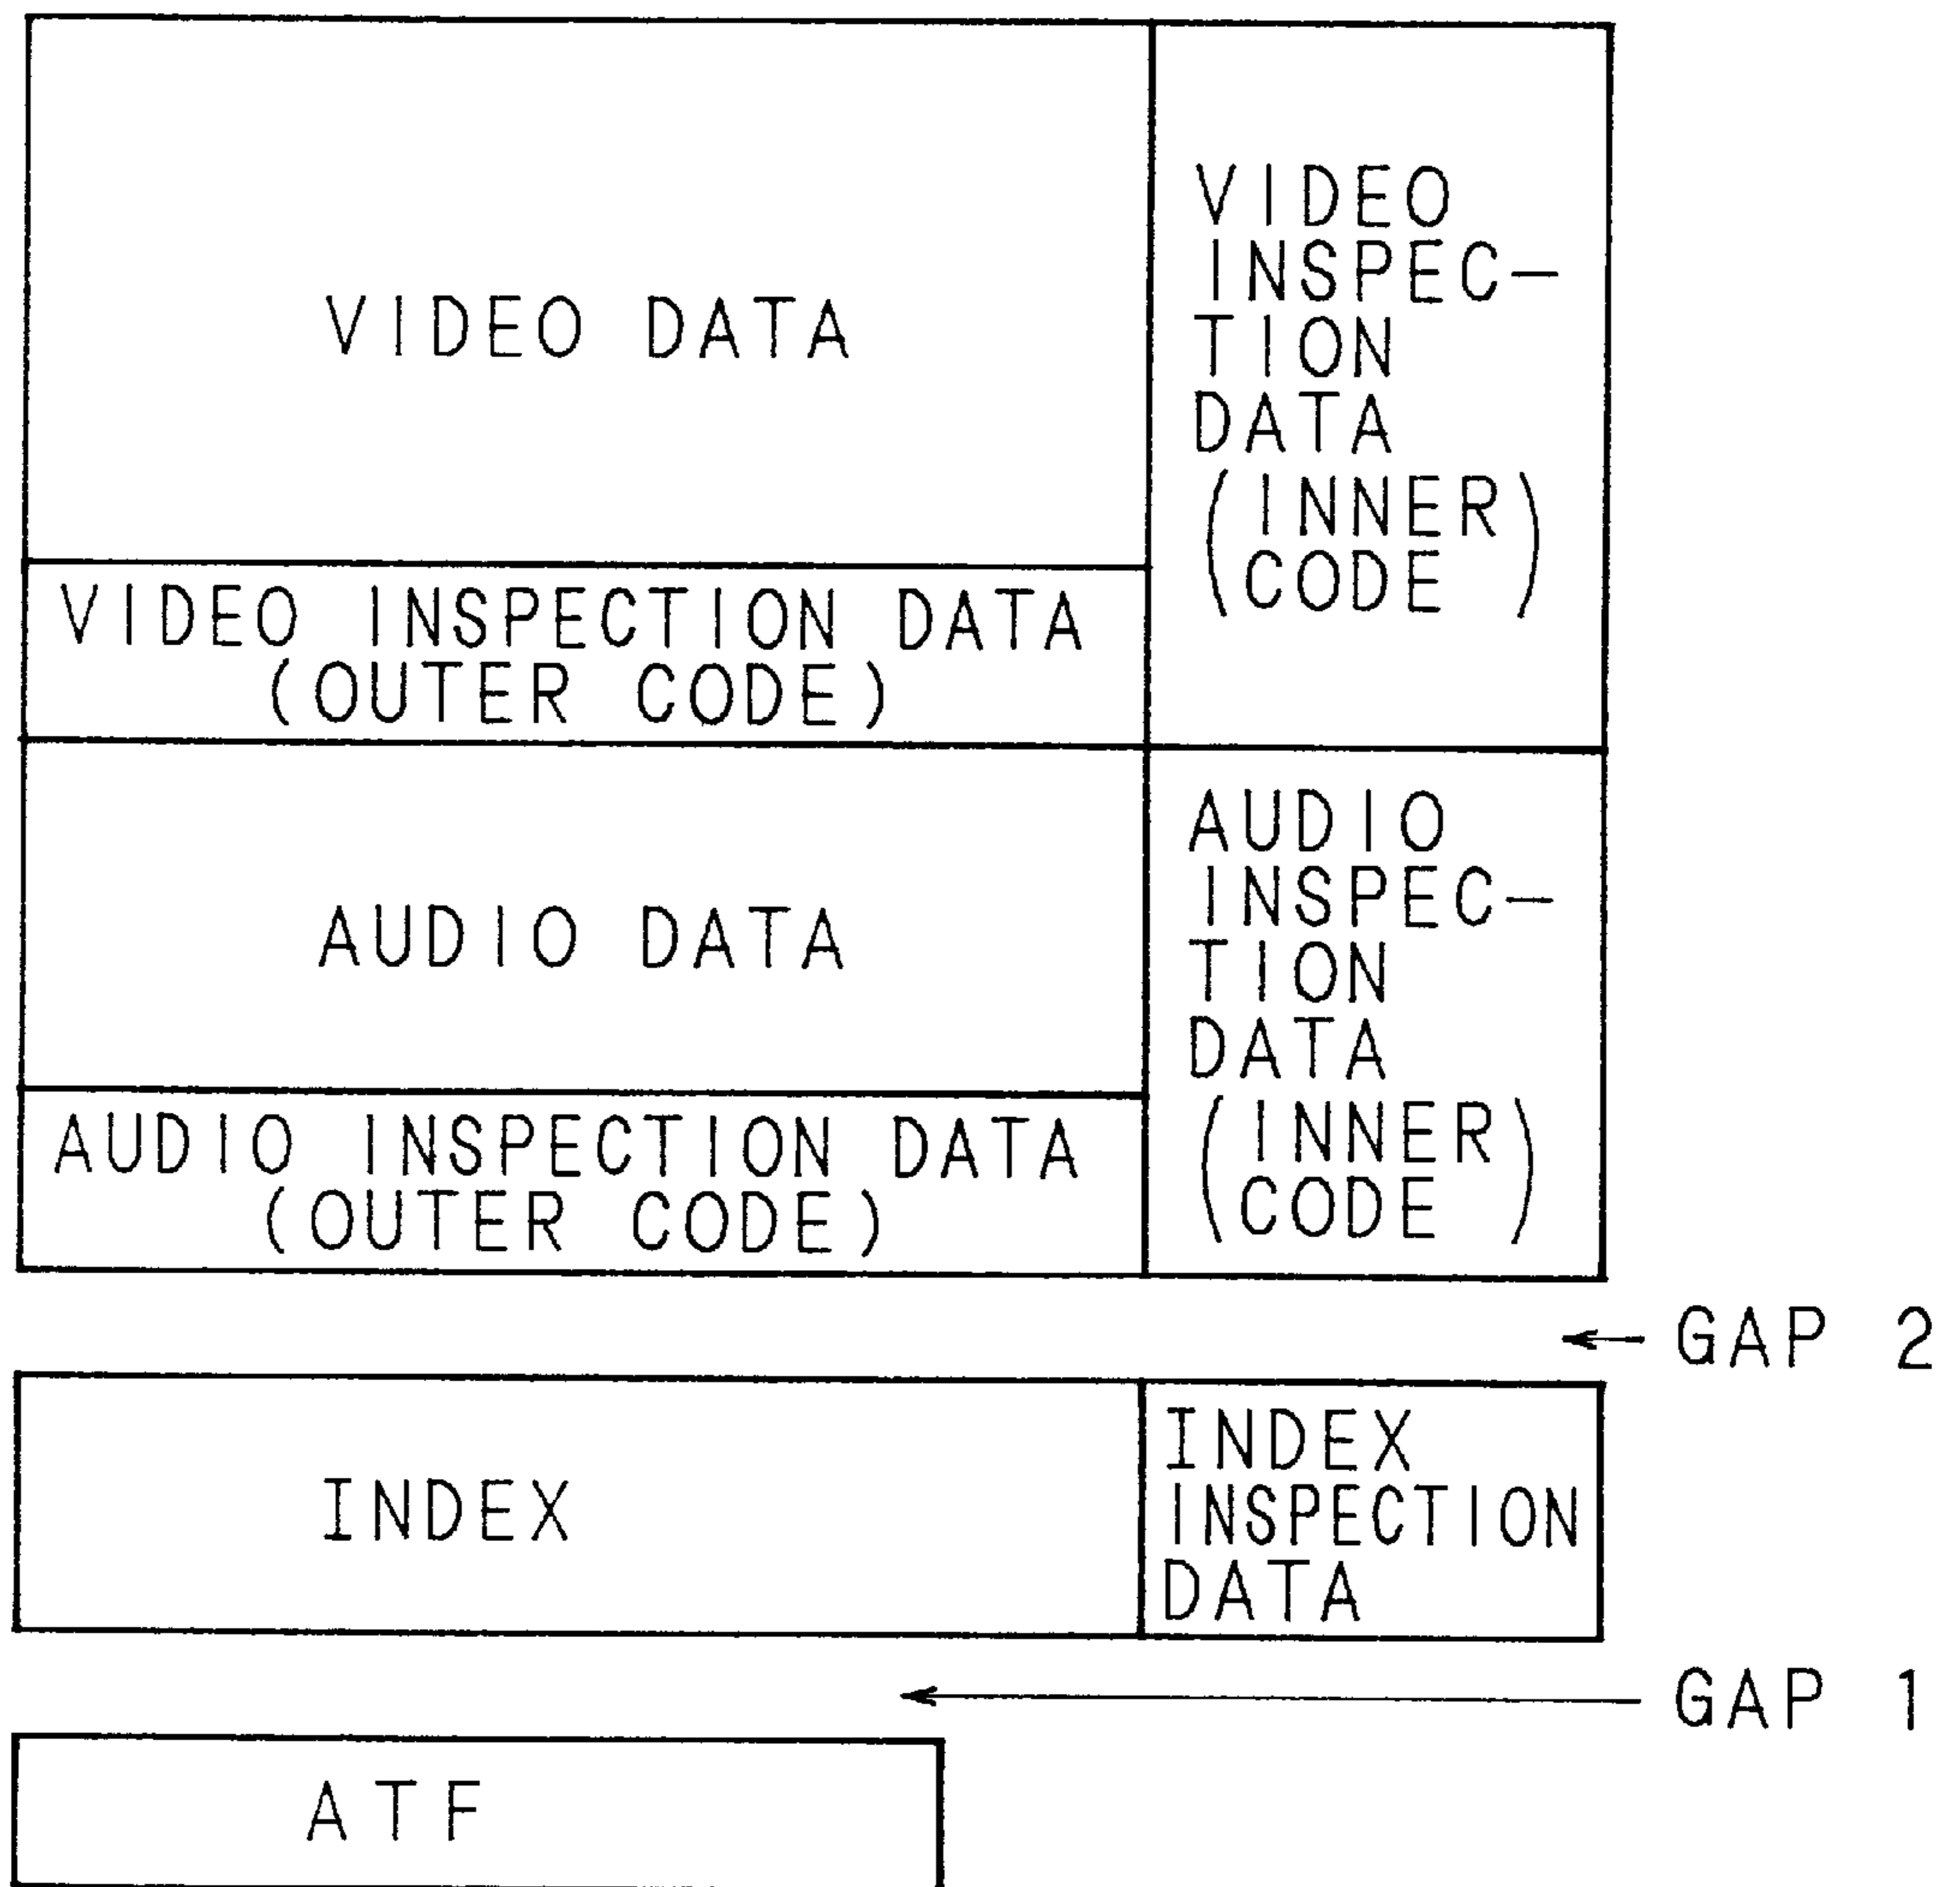 VIDEO DATA
VIDEO
INSPEC-
TION
DATA
(INNER
CODE)
VIDEO INSPECTION DATA
(OUTER CODE)
AUDIO DATA
AUDIO
INSPEC-
TION
DATA
(INNER
CODE)
AUDIO INSPECTION DATA
(OUTER CODE)
GAP 2
INDEX
INDEX
INSPECTION
DATA
GAP 1
ATF